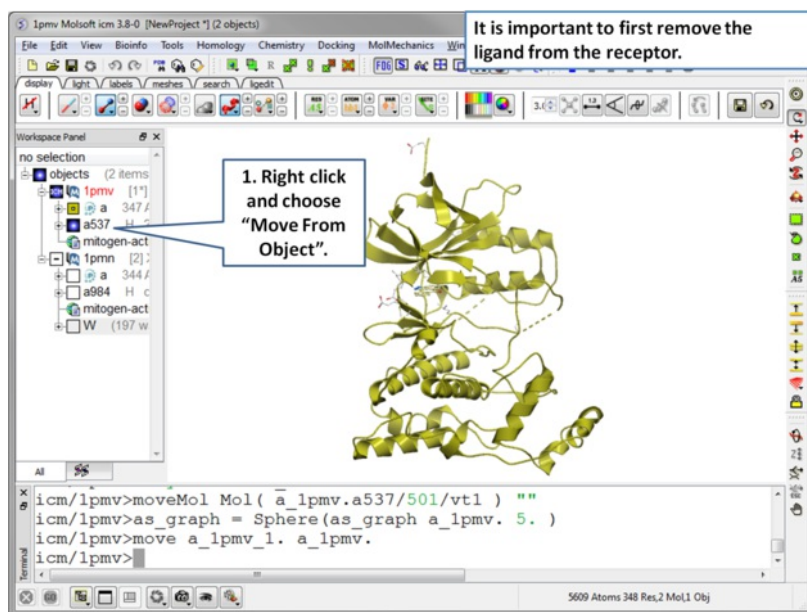 1pmv Molsoft icm 3.8-0 [NewProject *] (2 objects)
It is important to first remove the
ligand from the receptor.
File Edit View Bioinfo Tools Homology Chemistry Docking MolMechanics
display light labels meshes search ligedit
Workspace Panel
no selection
objects (2 items
1pmv [1*]
a 347 A
a537 H
mitogen-act
1pmn [2]
a 344 A
a984 H c
mitogen-act
W (197 w
All
1. Right click
and choose
“Move From
Object”.
icm/1pmv>moveMol Mol( a_1pmv.a537/501/vt1 ) ""
icm/1pmv>as_graph = Sphere(as_graph a_1pmv. 5. )
icm/1pmv>move a_1pmv_1. a_1pmv.
icm/1pmv>
Terminal
5609 Atoms 348 Res,2 Mol,1 Obj